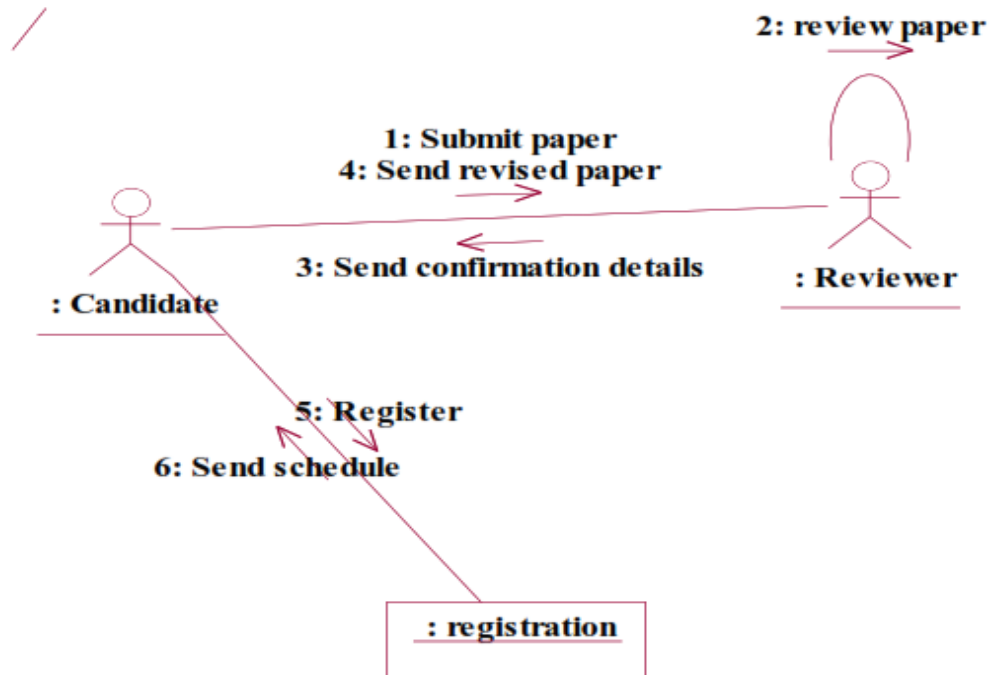 2: review paper
1: Submit paper
4: Send revised paper
3: Send confirmation details
: Reviewer
: Candidate
5: Register
6: Send schedule
: registration